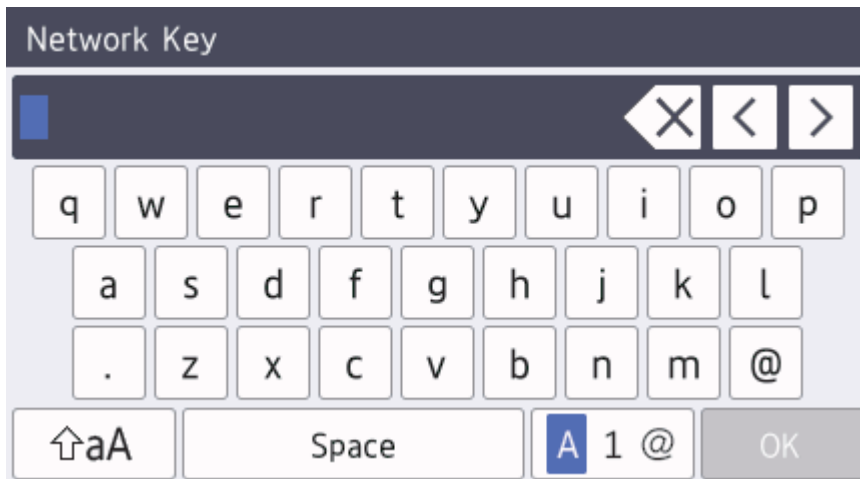 Network Key
q w e r t y u i o p
a s d f g h j k l
. z x c v b n m @
aA Space A 1 @ OK